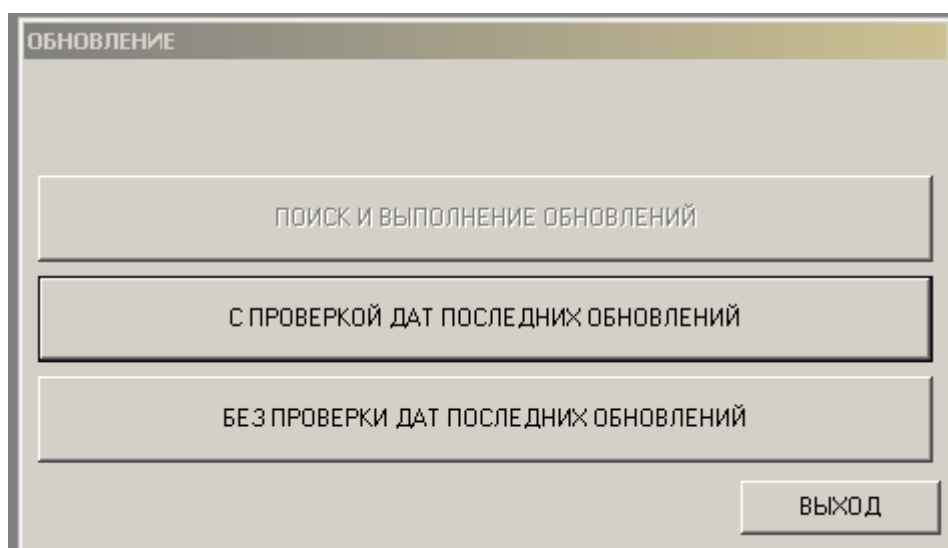 ОБНОВЛЕНИЕ
ПОИСК И ВЫПОЛНЕНИЕ ОБНОВЛЕНИЙ
С ПРОВЕРКОЙ ДАТ ПОСЛЕДНИХ ОБНОВЛЕНИЙ
БЕЗ ПРОВЕРКИ ДАТ ПОСЛЕДНИХ ОБНОВЛЕНИЙ
ВЫХОД